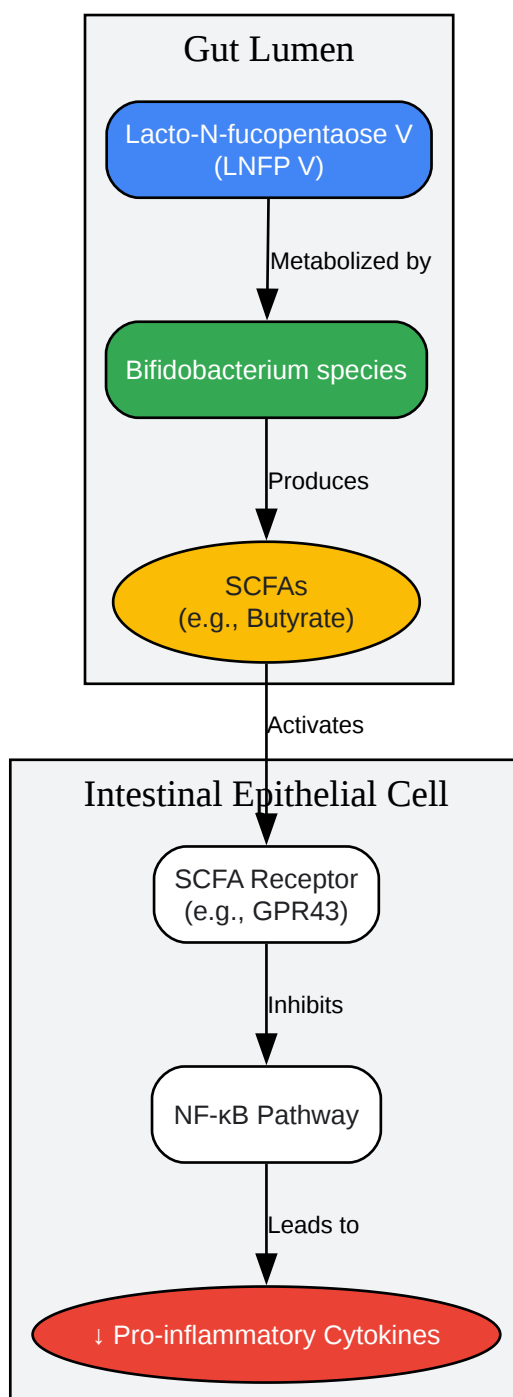 Gut Lumen
Lacto-N-fucopentaose V
(LNFP V)
Metabolized by
Bifidobacterium species
Produces
SCFAs
(e.g., Butyrate)
Activates
Intestinal Epithelial Cell
SCFA Receptor
(e.g., GPR43)
Inhibits
NF-κB Pathway
Leads to
↓ Pro-inflammatory Cytokines